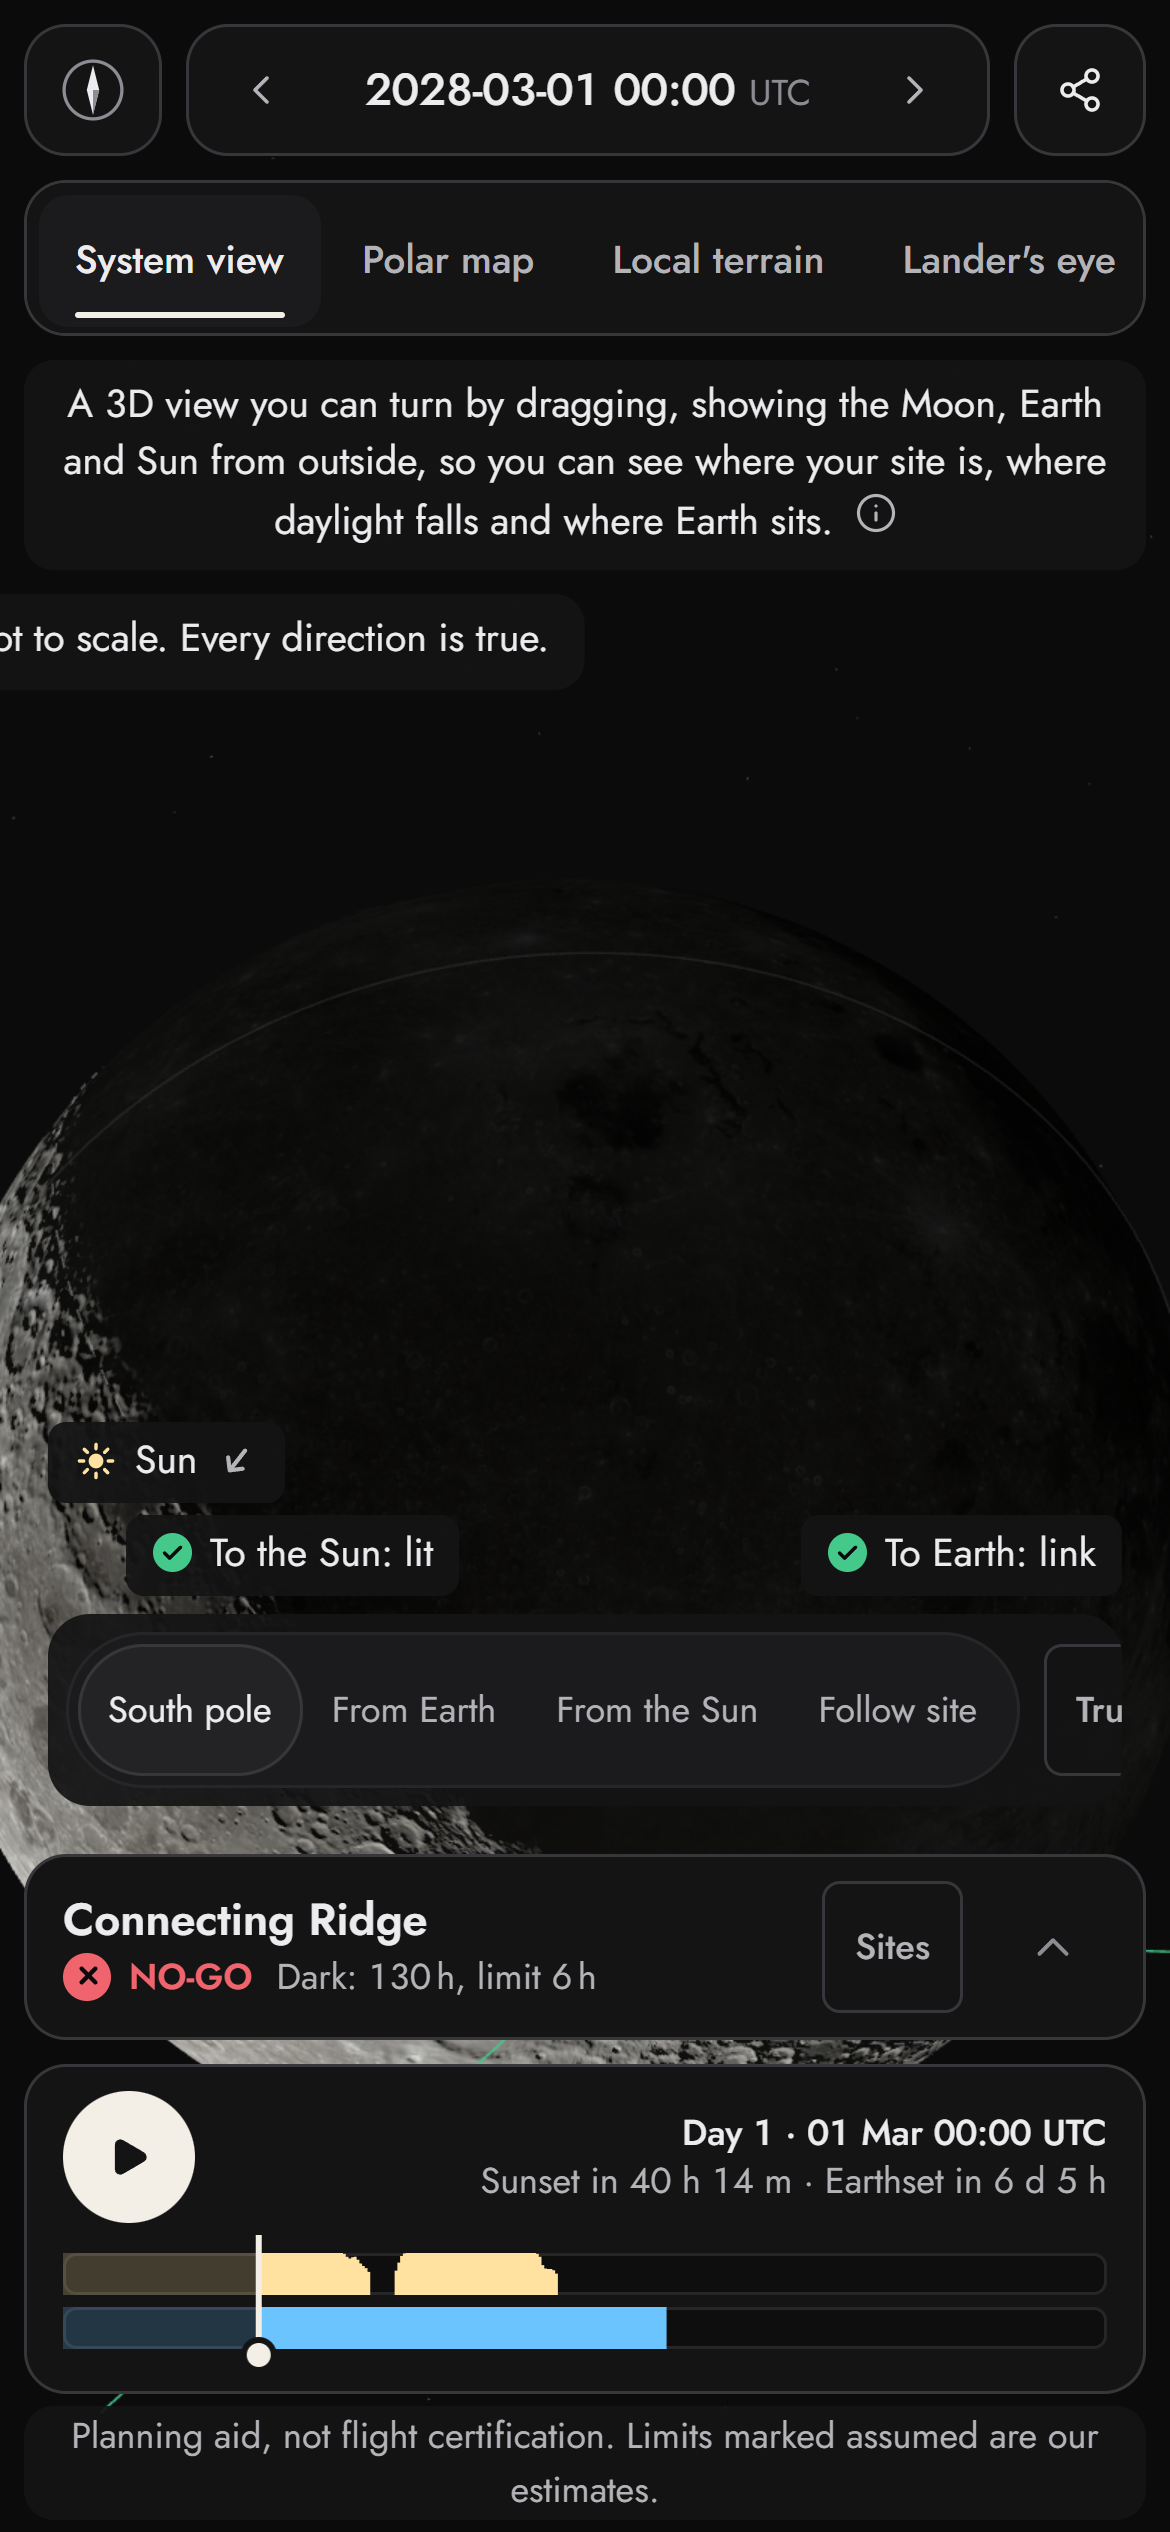 2028-03-01 00:00 UTC
System view
Polar map
Local terrain
Lander's eye
A 3D view you can turn by dragging, showing the Moon, Earth
and Sun from outside, so you can see where your site is, where
daylight falls and where Earth sits.
to scale. Every direction is true.
Sun
To the Sun: lit
To Earth: link
South pole
From Earth
From the Sun
Follow site
Connecting Ridge
NO-GO Dark: 130 h, limit 6 h
Sites
Day 1 · 01 Mar 00:00 UTC
Sunset in 40 h 14 m · Earthset in 6 d 5 h
Planning aid, not flight certification. Limits marked assumed are our
estimates.